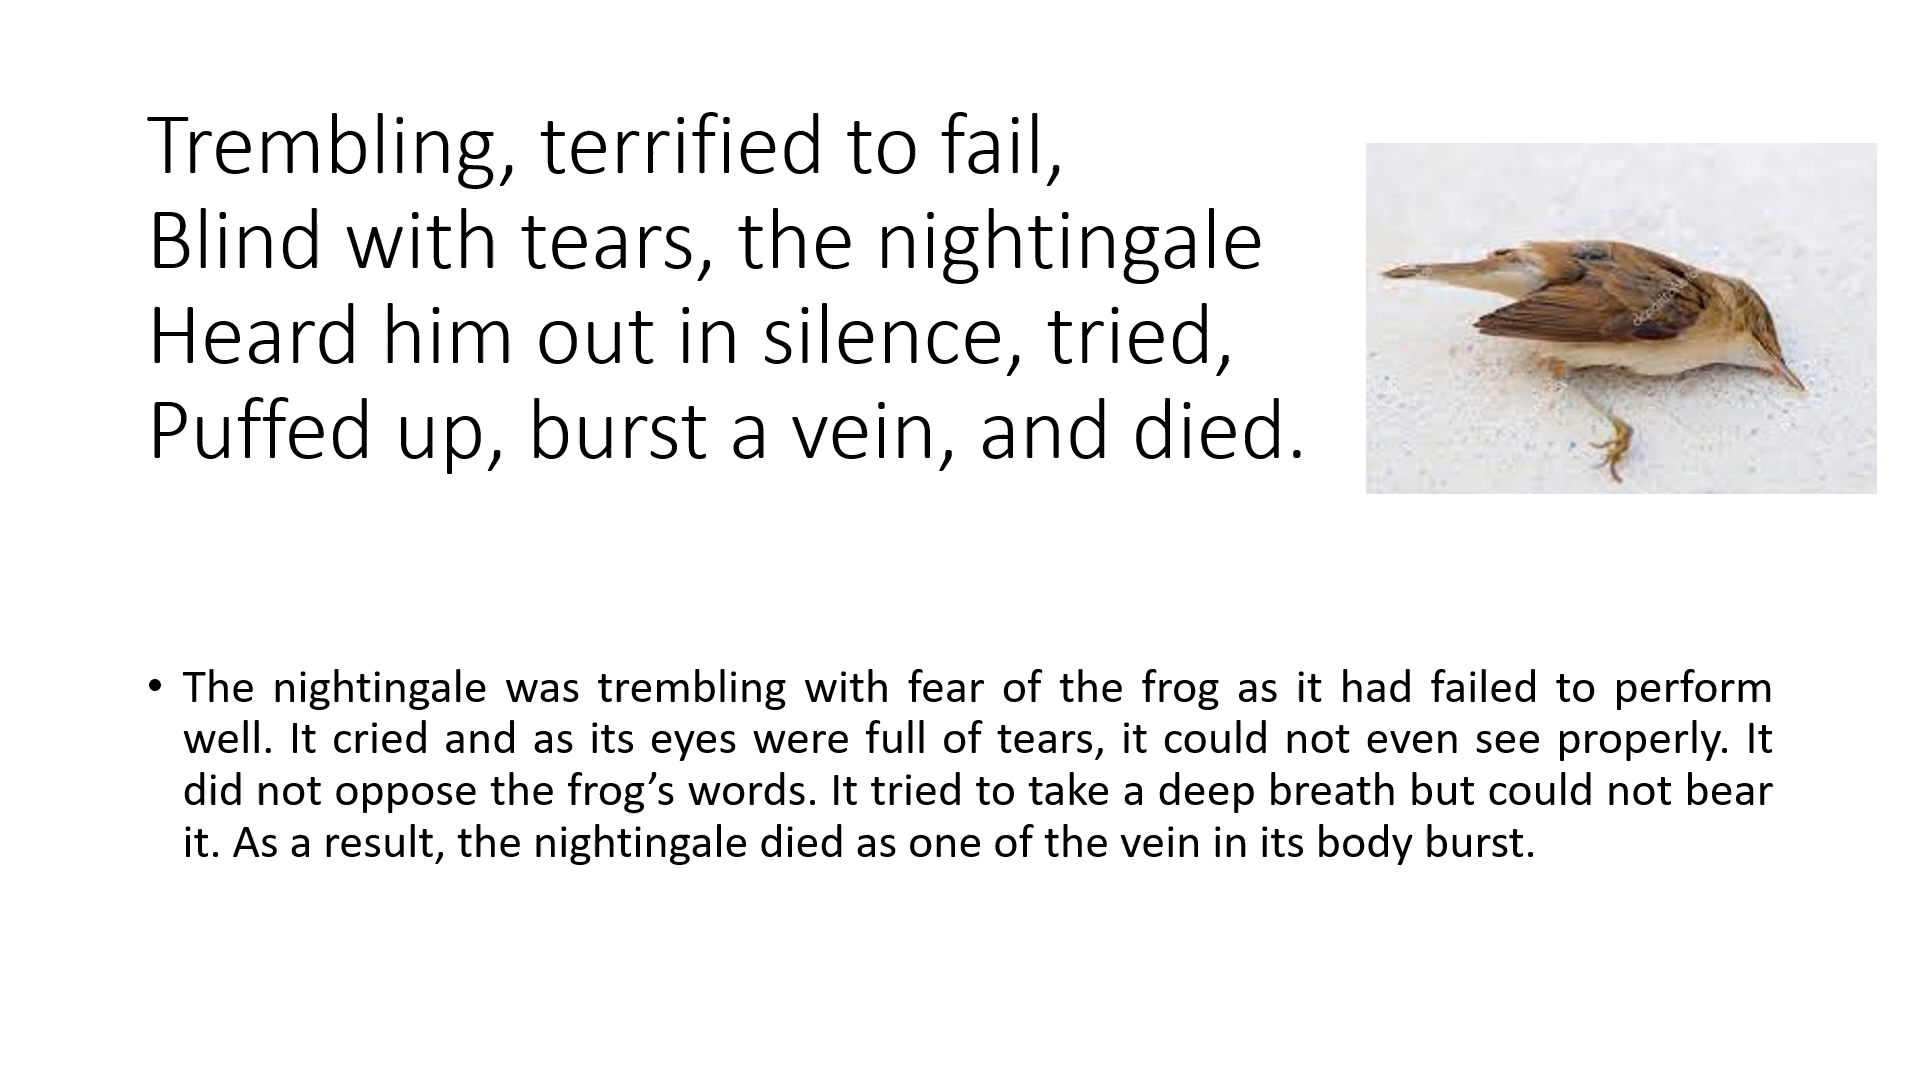 Trembling, terrified to fail,
Blind with tears, the nightingale
Heard him out in silence, tried,
Puffed up, burst a vein, and died.
• The nightingale was trembling with fear of the frog as it had failed to perform
well. It cried and as its eyes were full of tears, it could not even see properly. It
did not oppose the frog’s words. It tried to take a deep breath but could not bear
it. As a result, the nightingale died as one of the vein in its body burst.